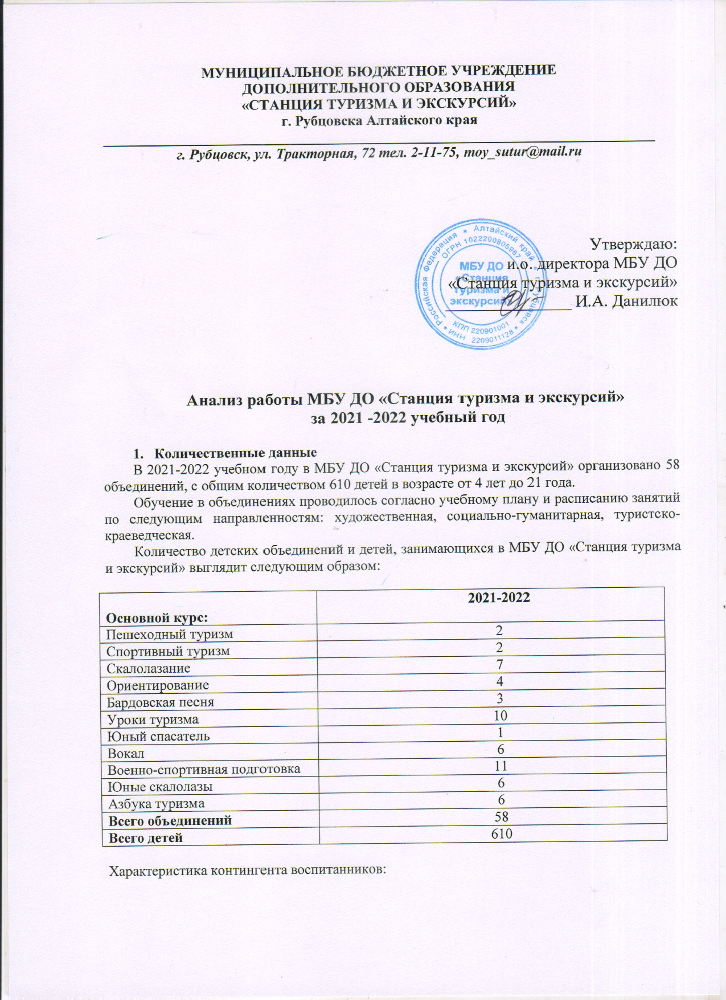 МУНИЦИПАЛЬНОЕ БЮДЖЕТНОЕ УЧРЕЖДЕНИЕ
ДОПОЛНИТЕЛЬНОГО ОБРАЗОВАНИЯ
«СТАНЦИЯ ТУРИЗМА И ЭКСКУРСИЙ»
г. Рубцовска Алтайского края
г. Рубцовск, ул. Тракторная, 72 тел. 2-11-75, moy_sutur@mail.ru
Российская Федерация * Алтайский край * г. Рубцовск *
ОГРН 1022200805967
МБУ ДО
«Станция
туризма и
экскурсий»
КПП 220901001
* ИНН 2209011128 *
Утверждаю:
и.о. директора МБУ ДО
«Станция туризма и экскурсий»
________________ И.А. Данилюк
Анализ работы МБУ ДО «Станция туризма и экскурсий»
за 2021 -2022 учебный год
1. Количественные данные
В 2021-2022 учебном году в МБУ ДО «Станция туризма и экскурсий» организовано 58
объединений, с общим количеством 610 детей в возрасте от 4 лет до 21 года.
Обучение в объединениях проводилось согласно учебному плану и расписанию занятий
по следующим направленностям: художественная, социально-гуманитарная, туристско-
краеведческая.
Количество детских объединений и детей, занимающихся в МБУ ДО «Станция туризма
и экскурсий» выглядит следующим образом:
2021-2022
Основной курс:
Пешеходный туризм 2
Спортивный туризм 2
Скалолазание 7
Ориентирование 4
Бардовская песня 3
Уроки туризма 10
Юный спасатель 1
Вокал 6
Военно-спортивная подготовка 11
Юные скалолазы 6
Азбука туризма 6
Всего объединений 58
Всего детей 610
Характеристика контингента воспитанников: